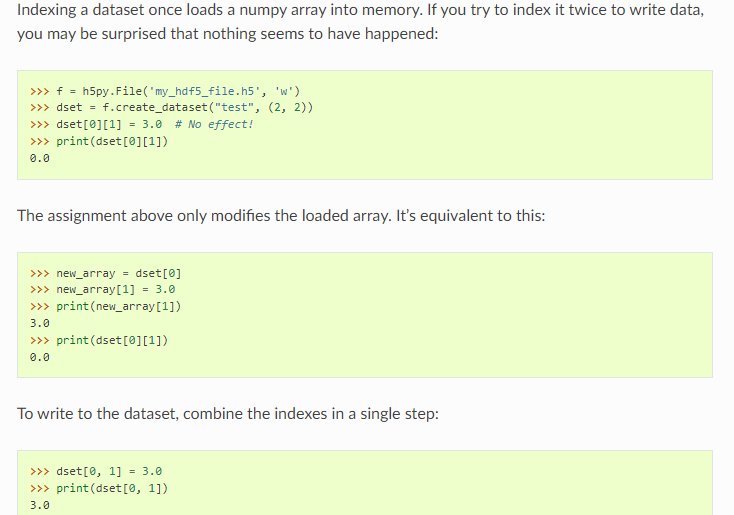 Indexing a dataset once loads a numpy array into memory. If you try to index it twice to write data,
you may be surprised that nothing seems to have happened:
>>> f = h5py.File('my_hdf5_file.h5', 'w')
>>> dset = f.create_dataset("test", (2, 2))
>>> dset[0][1] = 3.0  # No effect!
>>> print(dset[0][1])
0.0
The assignment above only modifies the loaded array. It’s equivalent to this:
>>> new_array = dset[0]
>>> new_array[1] = 3.0
>>> print(new_array[1])
3.0
>>> print(dset[0][1])
0.0
To write to the dataset, combine the indexes in a single step:
>>> dset[0, 1] = 3.0
>>> print(dset[0, 1])
3.0